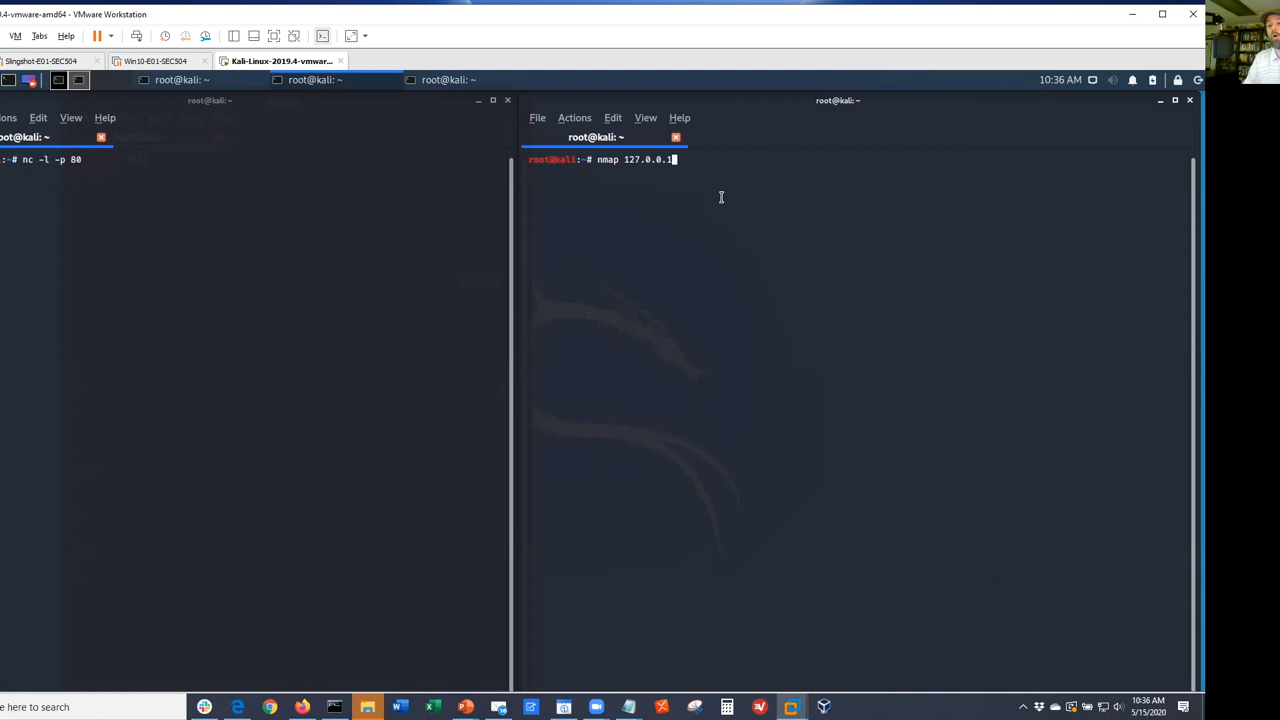 9.4-vmware-amd64 - VMware Workstation
VM Tabs Help
Slingshot-E01-SEC504 Win10-E01-SEC504 Kali-Linux-2019.4-vmwar...
root@kali: ~ root@kali: ~ root@kali: ~ 10:36 AM
root@kali: ~
ons Edit View Help
oot@kali: ~
:~# nc -l -p 80
root@kali: ~
File Actions Edit View Help
root@kali: ~
root@kali:~# nmap 127.0.0.1
e here to search
10:36 AM
5/15/2020